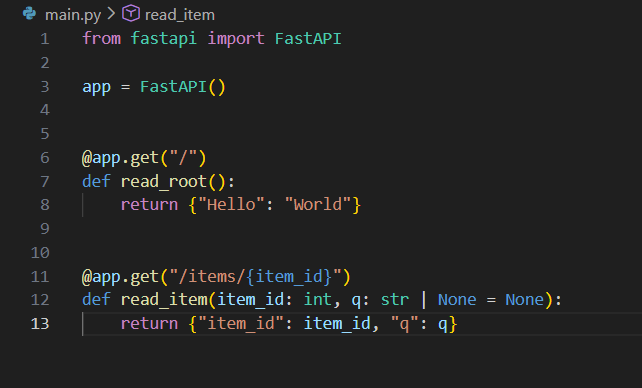 main.py > read_item
1 from fastapi import FastAPI
2
3 app = FastAPI()
4
5
6 @app.get("/")
7 def read_root():
8     return {"Hello": "World"}
9
10
11 @app.get("/items/{item_id}")
12 def read_item(item_id: int, q: str | None = None):
13     return {"item_id": item_id, "q": q}